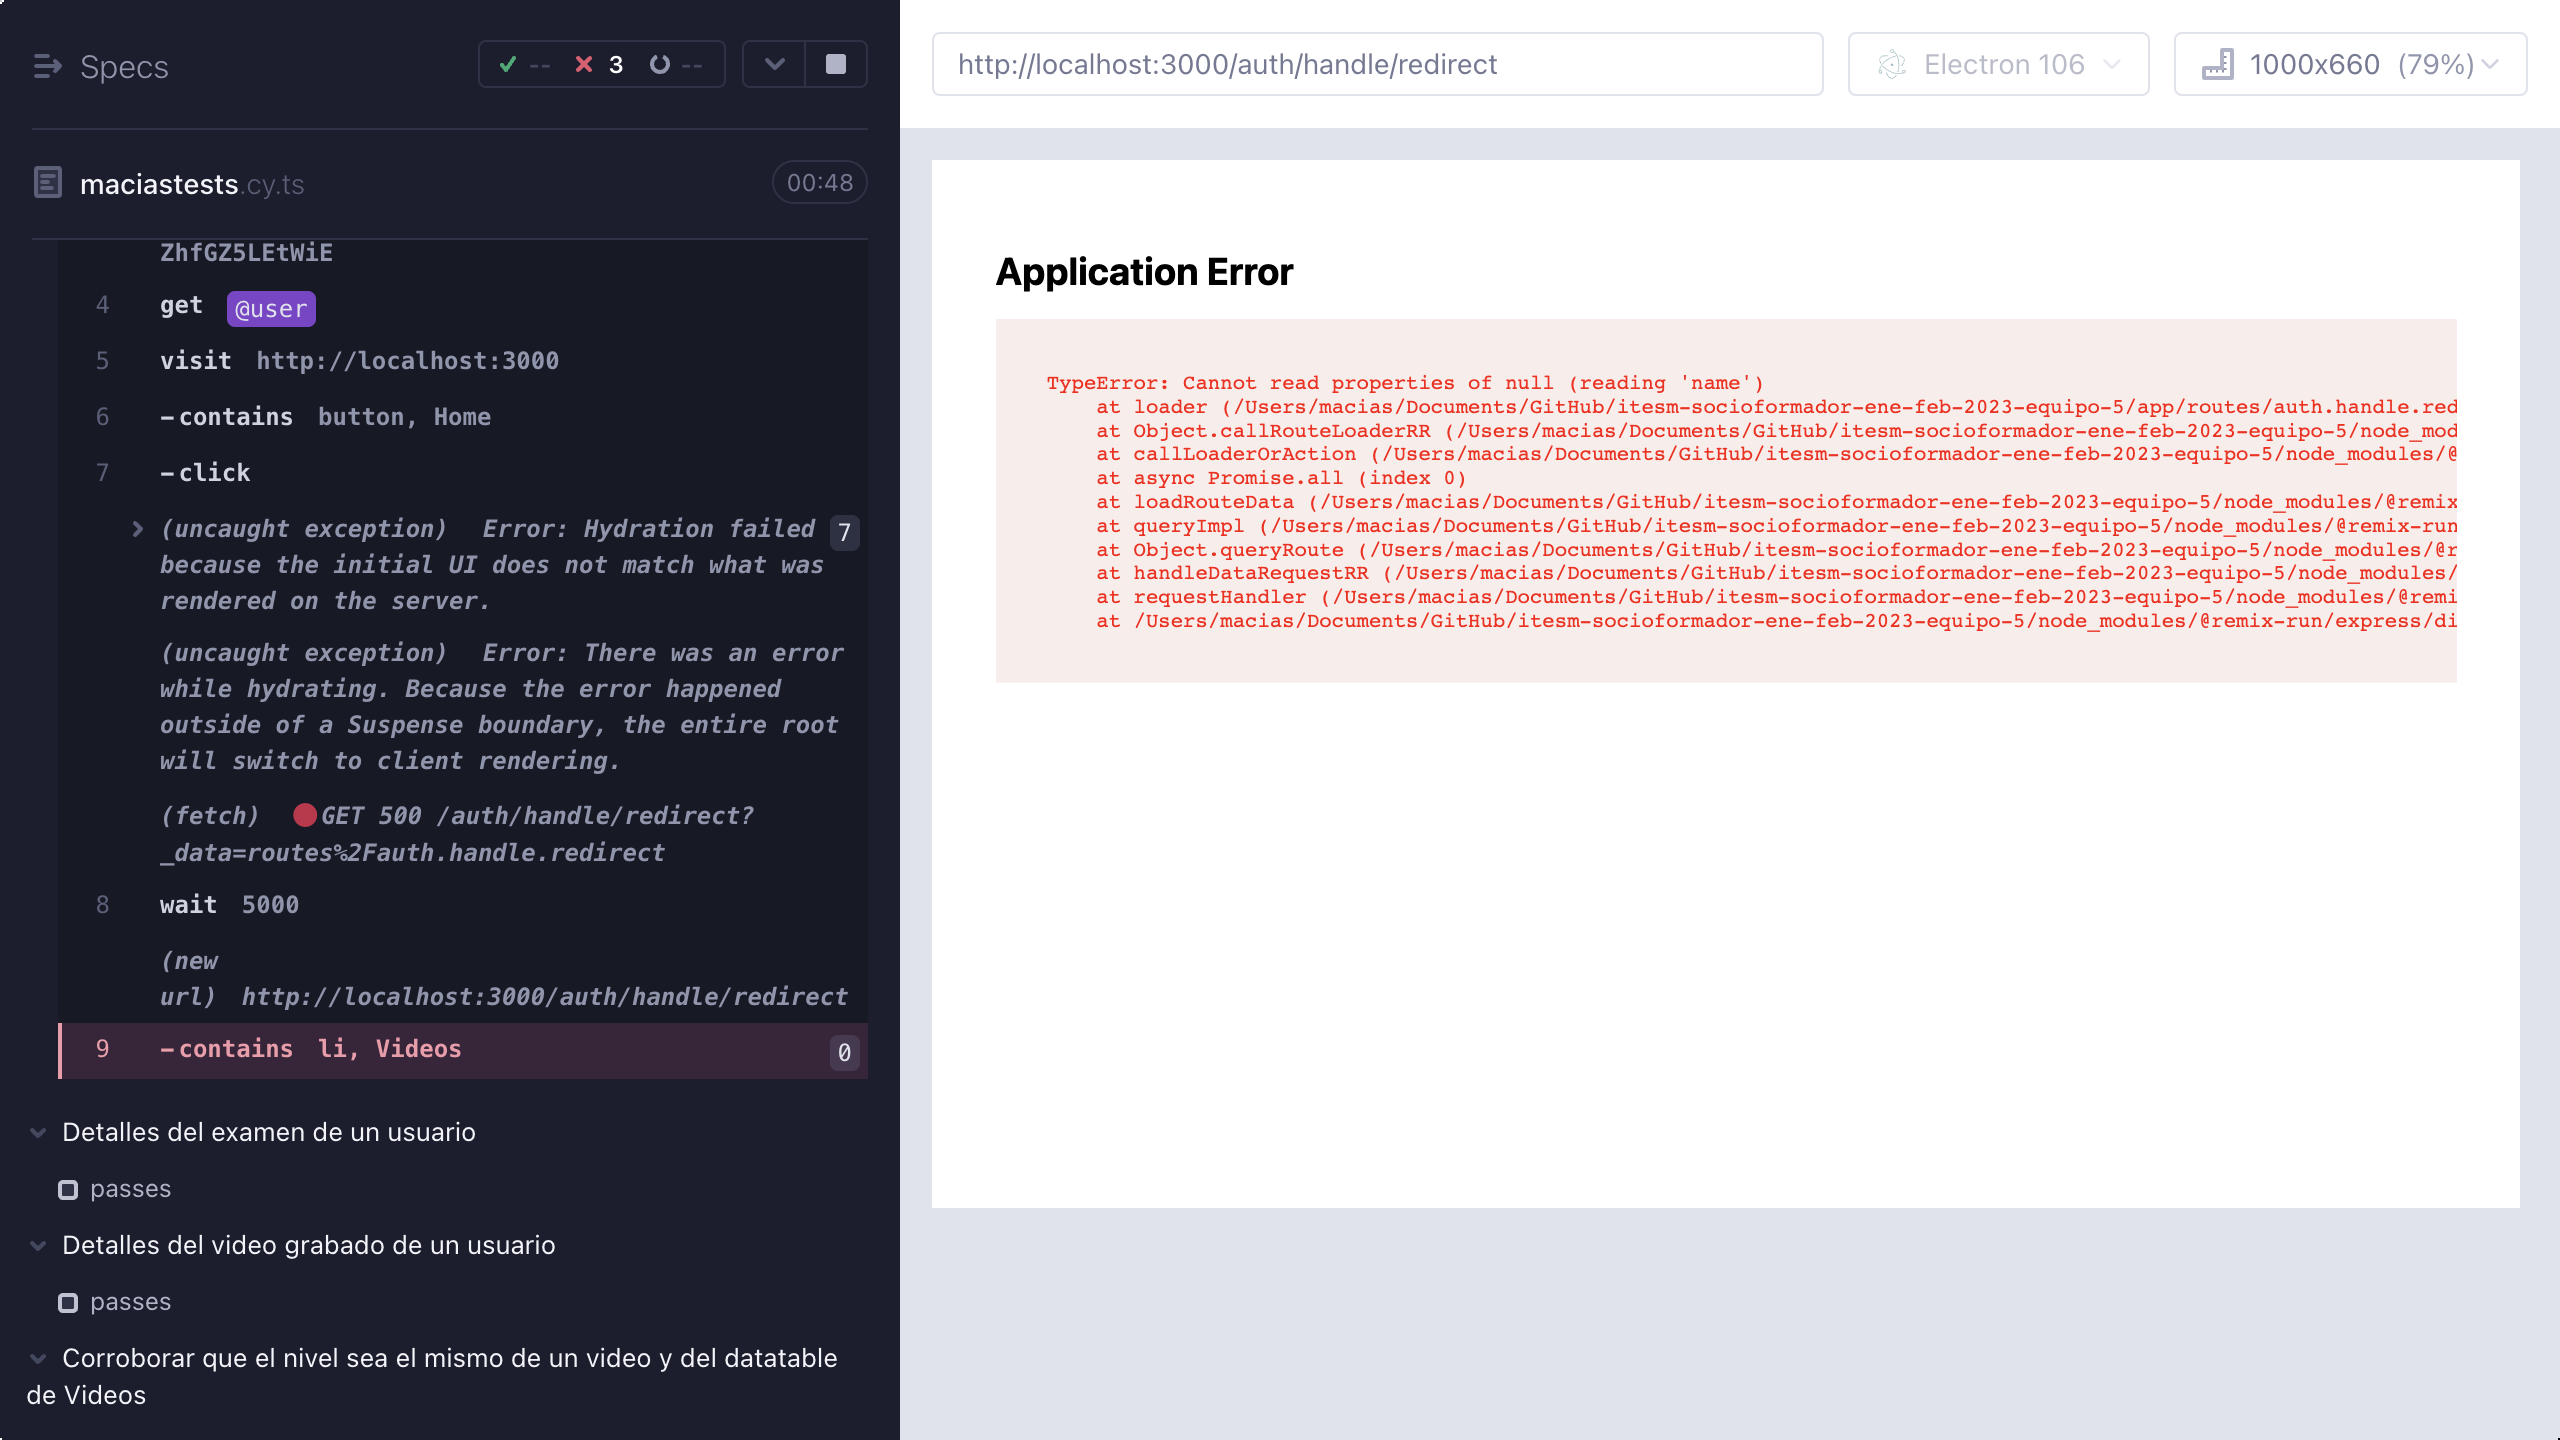 Specs
-- 3 --
maciastests.cy.ts
00:48
ZhfGZ5LEtWiE
4 get @user
5 visit http://localhost:3000
6 -contains button, Home
7 -click
(uncaught exception) Error: Hydration failed 7
because the initial UI does not match what was
rendered on the server.
(uncaught exception) Error: There was an error
while hydrating. Because the error happened
outside of a Suspense boundary, the entire root
will switch to client rendering.
(fetch) GET 500 /auth/handle/redirect?
_data=routes%2Fauth.handle.redirect
8 wait 5000
(new
url) http://localhost:3000/auth/handle/redirect
9 -contains li, Videos 0
Detalles del examen de un usuario
passes
Detalles del video grabado de un usuario
passes
Corroborar que el nivel sea el mismo de un video y del datatable
de Videos
http://localhost:3000/auth/handle/redirect
Electron 106
1000x660 (79%)
Application Error
TypeError: Cannot read properties of null (reading 'name')
at loader (/Users/macias/Documents/GitHub/itesm-socioformador-ene-feb-2023-equipo-5/app/routes/auth.handle.red
at Object.callRouteLoaderRR (/Users/macias/Documents/GitHub/itesm-socioformador-ene-feb-2023-equipo-5/node_mod
at callLoaderOrAction (/Users/macias/Documents/GitHub/itesm-socioformador-ene-feb-2023-equipo-5/node_modules/@
at async Promise.all (index 0)
at loadRouteData (/Users/macias/Documents/GitHub/itesm-socioformador-ene-feb-2023-equipo-5/node_modules/@remix
at queryImpl (/Users/macias/Documents/GitHub/itesm-socioformador-ene-feb-2023-equipo-5/node_modules/@remix-run
at Object.queryRoute (/Users/macias/Documents/GitHub/itesm-socioformador-ene-feb-2023-equipo-5/node_modules/@r
at handleDataRequestRR (/Users/macias/Documents/GitHub/itesm-socioformador-ene-feb-2023-equipo-5/node_modules/
at requestHandler (/Users/macias/Documents/GitHub/itesm-socioformador-ene-feb-2023-equipo-5/node_modules/@remi
at /Users/macias/Documents/GitHub/itesm-socioformador-ene-feb-2023-equipo-5/node_modules/@remix-run/express/di